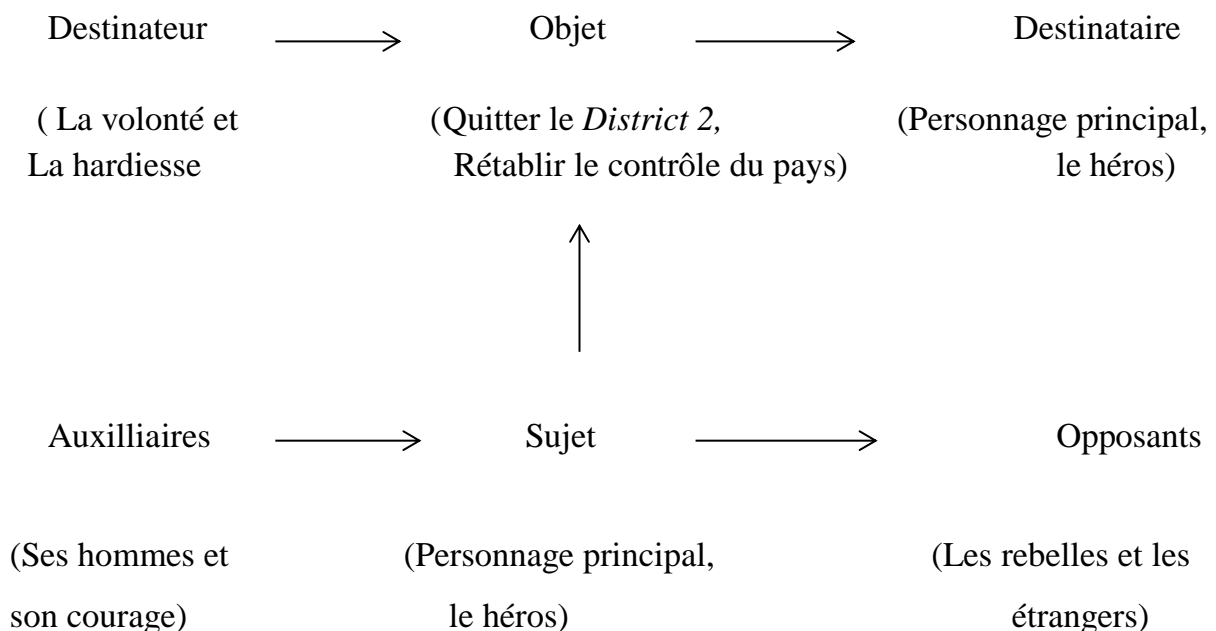 Destinateur Objet Destinataire
( La volonté et (Quitter le District 2, (Personnage principal,
La hardiesse Rétablir le contrôle du pays) le héros)
Auxilliaires Sujet Opposants
(Ses hommes et (Personnage principal, (Les rebelles et les
son courage) le héros) étrangers)